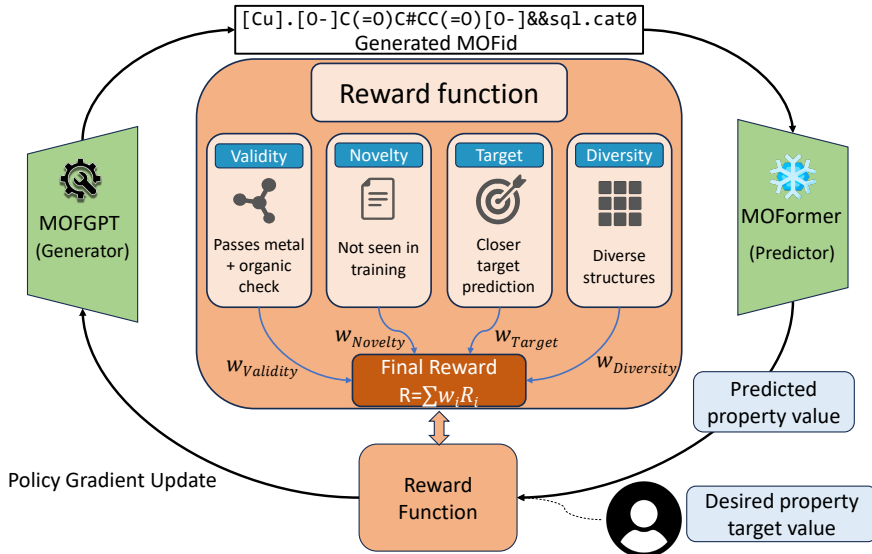 [Cu].[O-]C(=O)C#CC(=O)[O-]&&sql.cat0
Generated MOFid
Reward function
Validity
Passes metal
+ organic
check
Novelty
Not seen in
training
Target
Closer
target
prediction
Diversity
Diverse
structures
MOFGPT
(Generator)
MOFormer
(Predictor)
w_Validity
w_Novelty
w_Target
w_Diversity
Final Reward
R=∑w_iR_i
Predicted
property value
Policy Gradient Update
Reward
Function
Desired property
target value